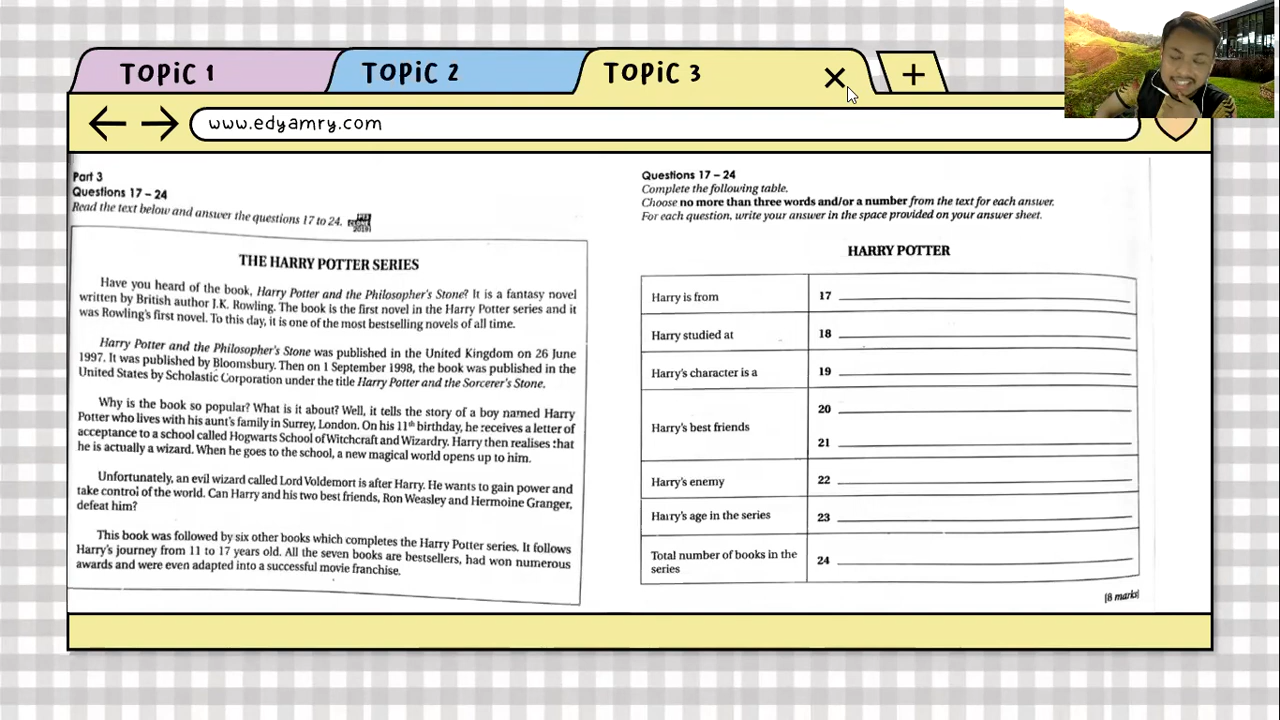 TOPIC 1
TOPIC 2
TOPIC 3
www.edyamry.com
Part 3
Questions 17 – 24
Read the text below and answer the questions 17 to 24.
THE HARRY POTTER SERIES
Have you heard of the book, Harry Potter and the Philosopher's Stone? It is a fantasy novel
written by British author J.K. Rowling. The book is the first novel in the Harry Potter series and it
was Rowling's first novel. To this day, it is one of the most bestselling novels of all time.
Harry Potter and the Philosopher's Stone was published in the United Kingdom on 26 June
1997. It was published by Bloomsbury. Then on 1 September 1998, the book was published in the
United States by Scholastic Corporation under the title Harry Potter and the Sorcerer's Stone.
Why is the book so popular? What is it about? Well, it tells the story of a boy named Harry
Potter who lives with his aunt's family in Surrey, London. On his 11th birthday, he receives a letter of
acceptance to a school called Hogwarts School of Witchcraft and Wizardry. Harry then realises that
he is actually a wizard. When he goes to the school, a new magical world opens up to him.
Unfortunately, an evil wizard called Lord Voldemort is after Harry. He wants to gain power and
take control of the world. Can Harry and his two best friends, Ron Weasley and Hermoine Granger,
defeat him?
This book was followed by six other books which completes the Harry Potter series. It follows
Harry's journey from 11 to 17 years old. All the seven books are bestsellers, had won numerous
awards and were even adapted into a successful movie franchise.
Questions 17 – 24
Complete the following table.
Choose no more than three words and/or a number from the text for each answer.
For each question, write your answer in the space provided on your answer sheet.
HARRY POTTER
Harry is from 17
Harry studied at 18
Harry's character is a 19
Harry's best friends 20
21
Harry's enemy 22
Harry's age in the series 23
Total number of books in the
series 24
[8 marks]